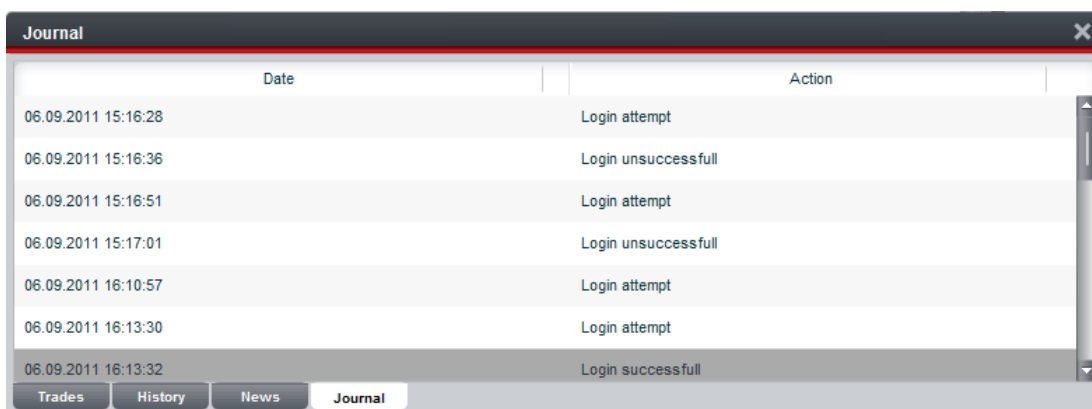 Journal
Date Action
06.09.2011 15:16:28 Login attempt
06.09.2011 15:16:36 Login unsuccessfull
06.09.2011 15:16:51 Login attempt
06.09.2011 15:17:01 Login unsuccessfull
06.09.2011 16:10:57 Login attempt
06.09.2011 16:13:30 Login attempt
06.09.2011 16:13:32 Login successfull
Trades History News Journal